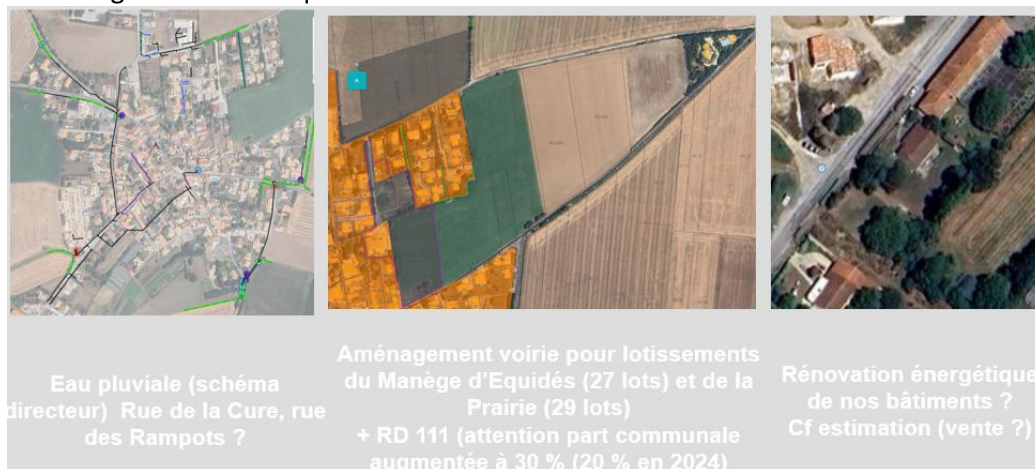 Eau pluviale (schéma
directeur) Rue de la Cure, rue
des Rampots ?
Aménagement voirie pour lotissements
du Manège d'Equidés (27 lots) et de la
Prairie (29 lots)
+ RD 111 (attention part communale
augmentée à 30 % (20 % en 2024)
Rénovation énergétique
de nos bâtiments ?
Cf estimation (vente ?)